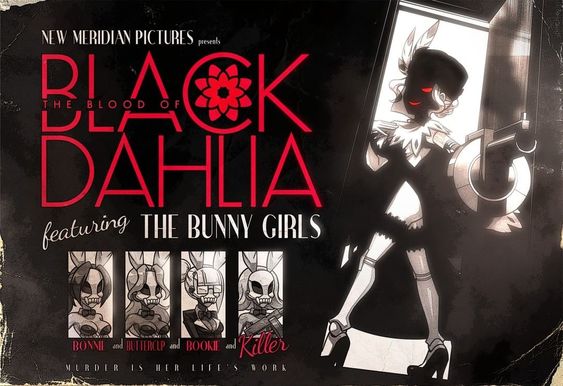 NEW MERIDIAN PICTURES presents
THE BLOOD OF
BLACK
DAHLIA
featuring THE BUNNY GIRLS
BONNIE and BUTTERCUP and BOOKIE and Killer
MURDER IS HER LIFE'S WORK